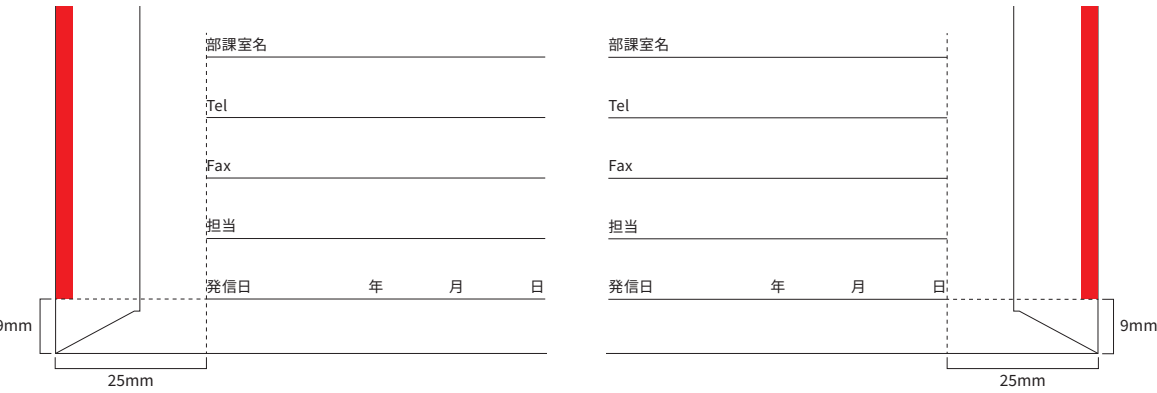 部課室名
Tel
Fax
担当
発信日 年 月 日
9mm
25mm
部課室名
Tel
Fax
担当
発信日 年 月 日
9mm
25mm